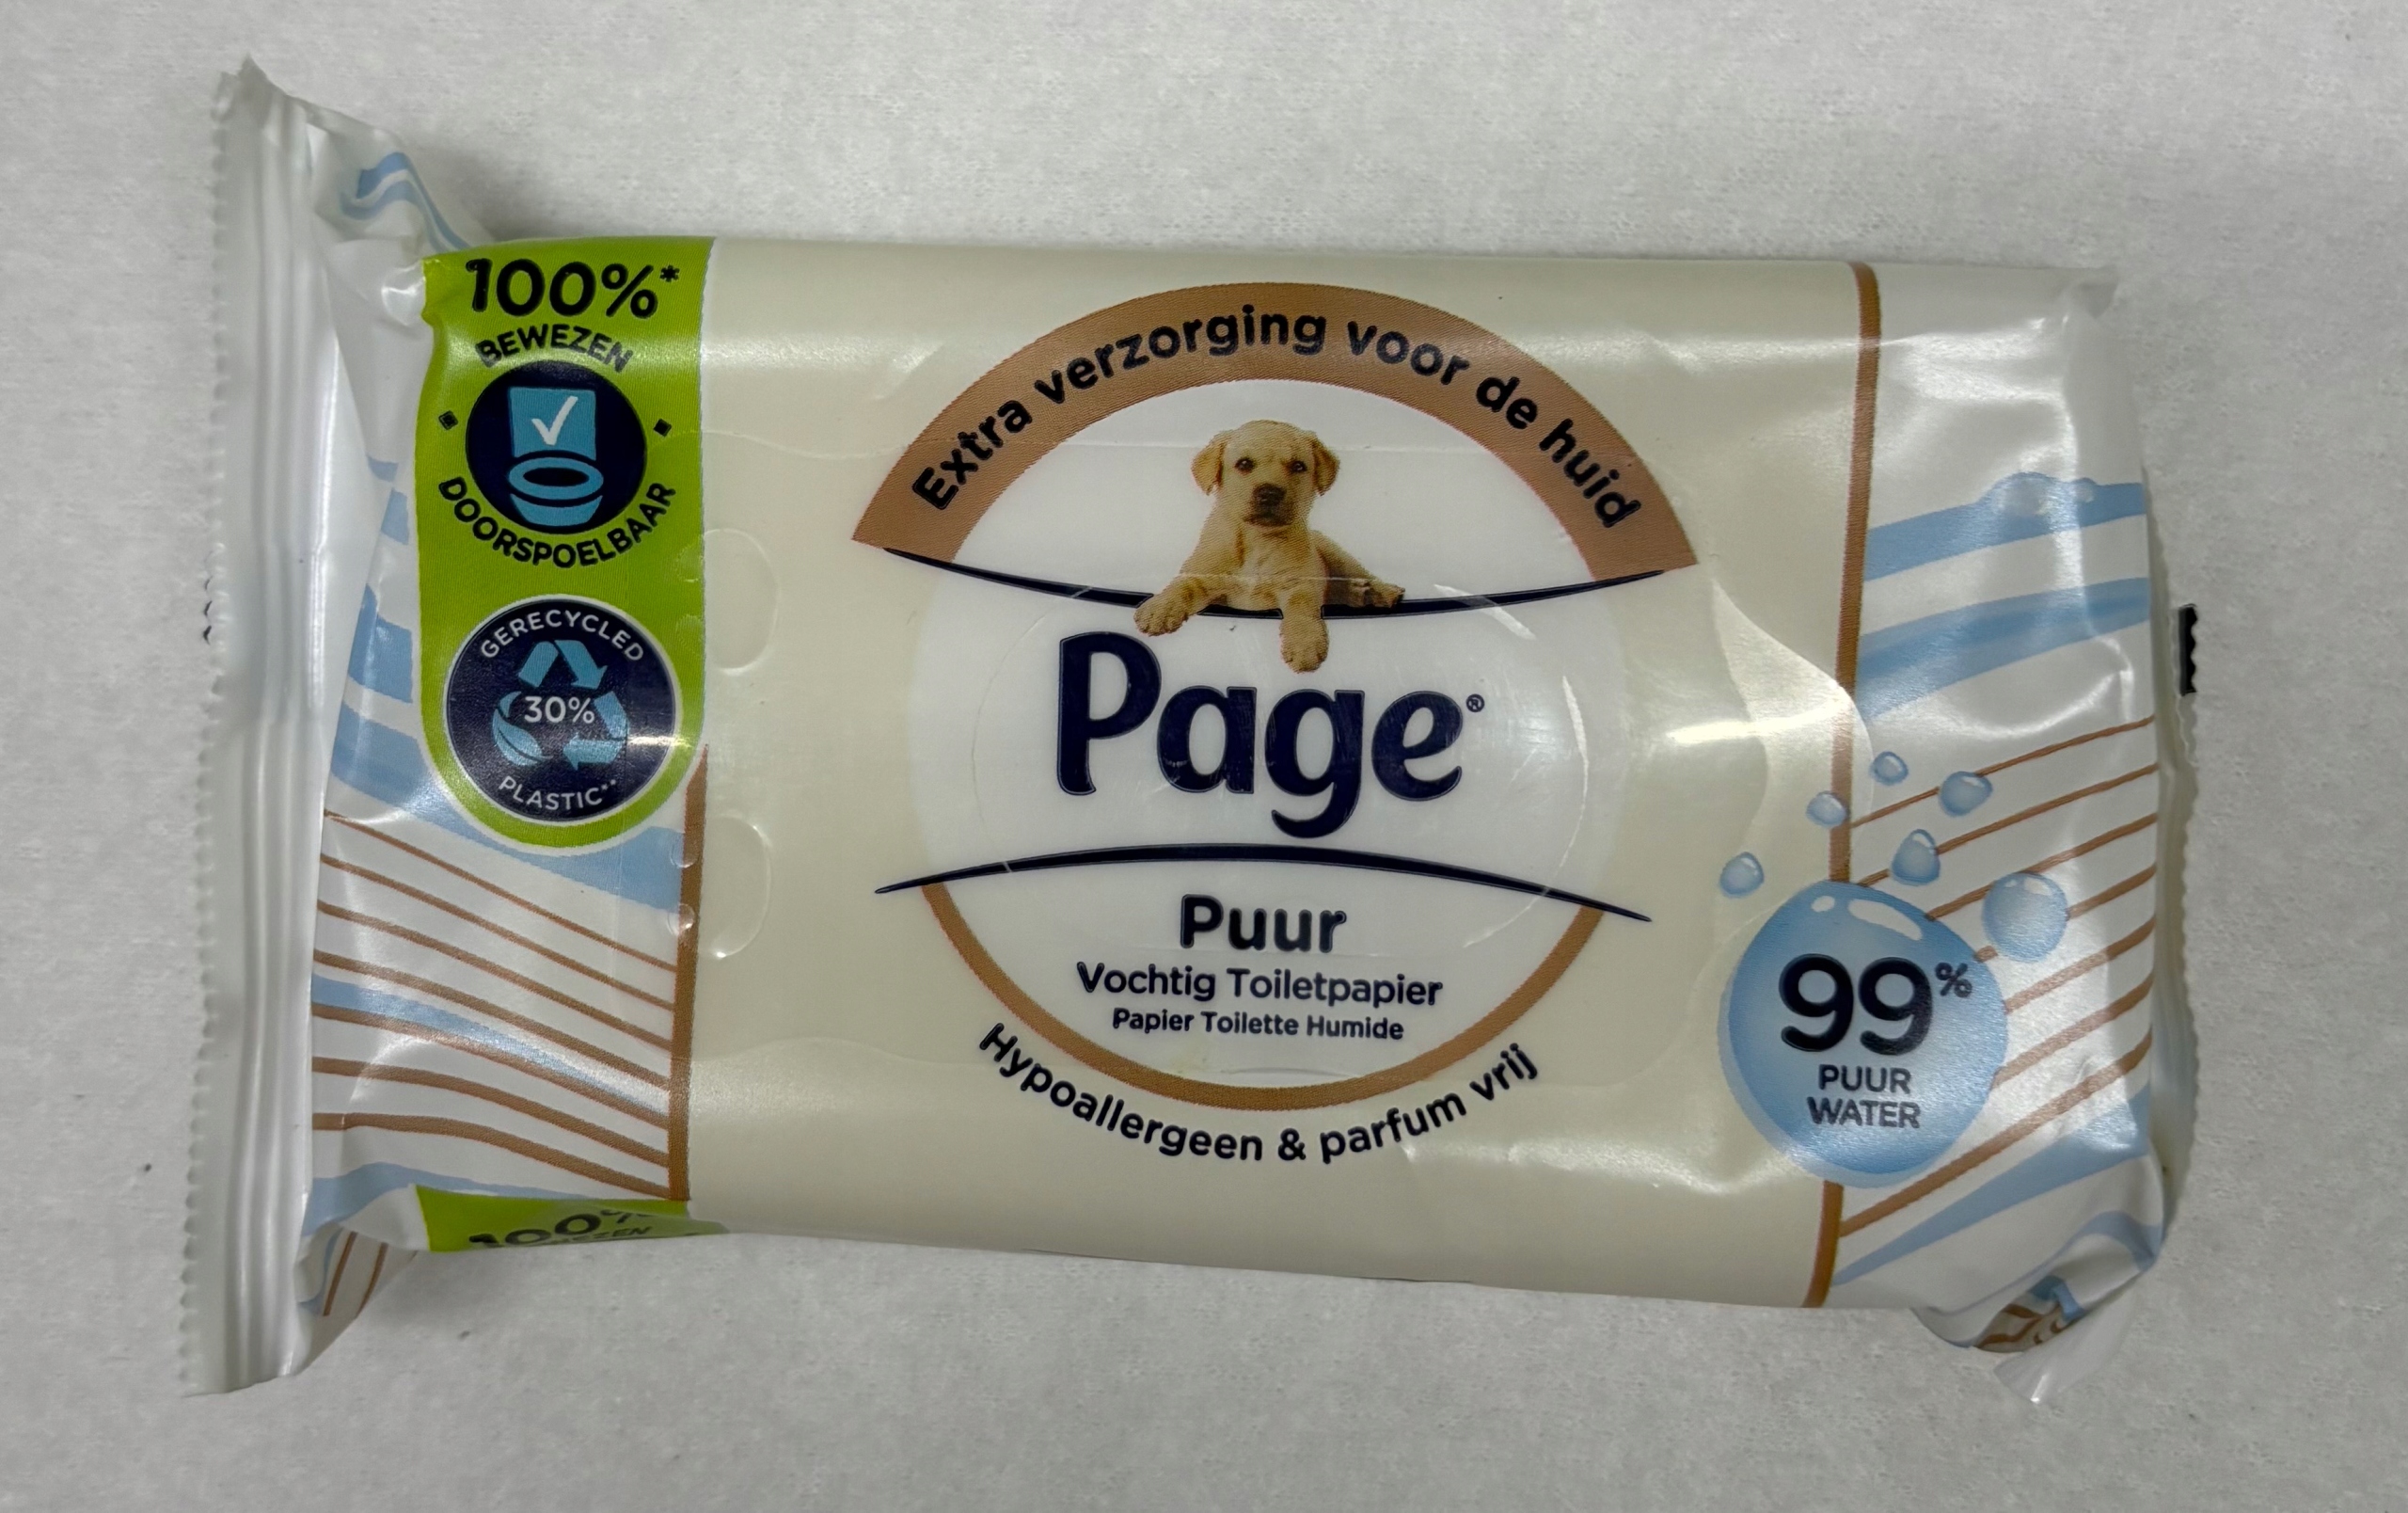 100%*
BEWEZEN
DOORSPOELBAAR
GERECYCLED
30%
PLASTIC**
Extra verzorging voor de huid
Page®
Puur
Vochtig Toiletpapier
Papier Toilette Humide
Hypoallergeen & parfum vrij
99%
PUUR
WATER
100%